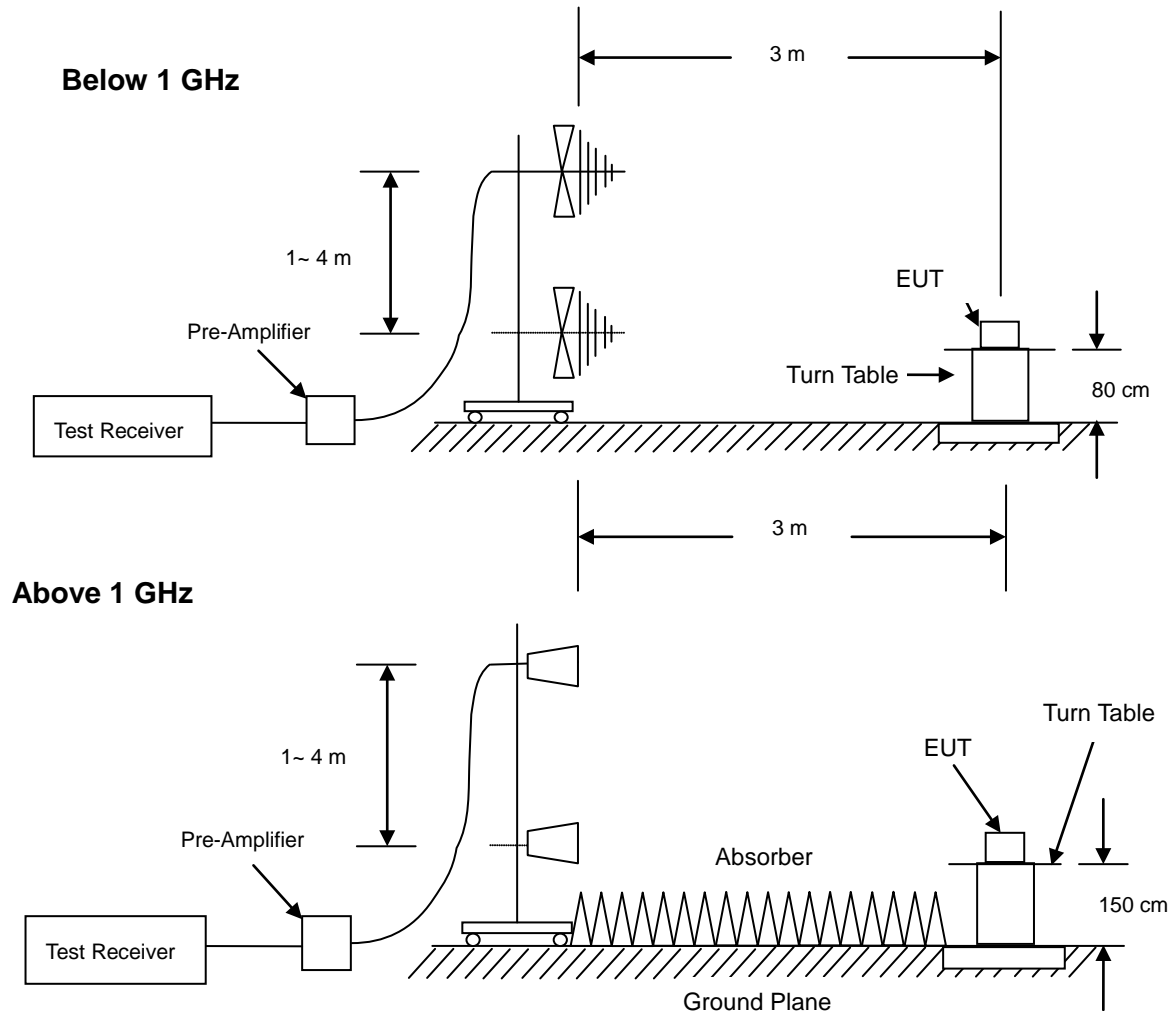 3 m
Below 1 GHz
1~ 4 m
EUT
Pre-Amplifier
Turn Table
80 cm
Test Receiver
3 m
Above 1 GHz
Turn Table
EUT
1~ 4 m
Pre-Amplifier
Absorber
150 cm
Test Receiver
Ground Plane